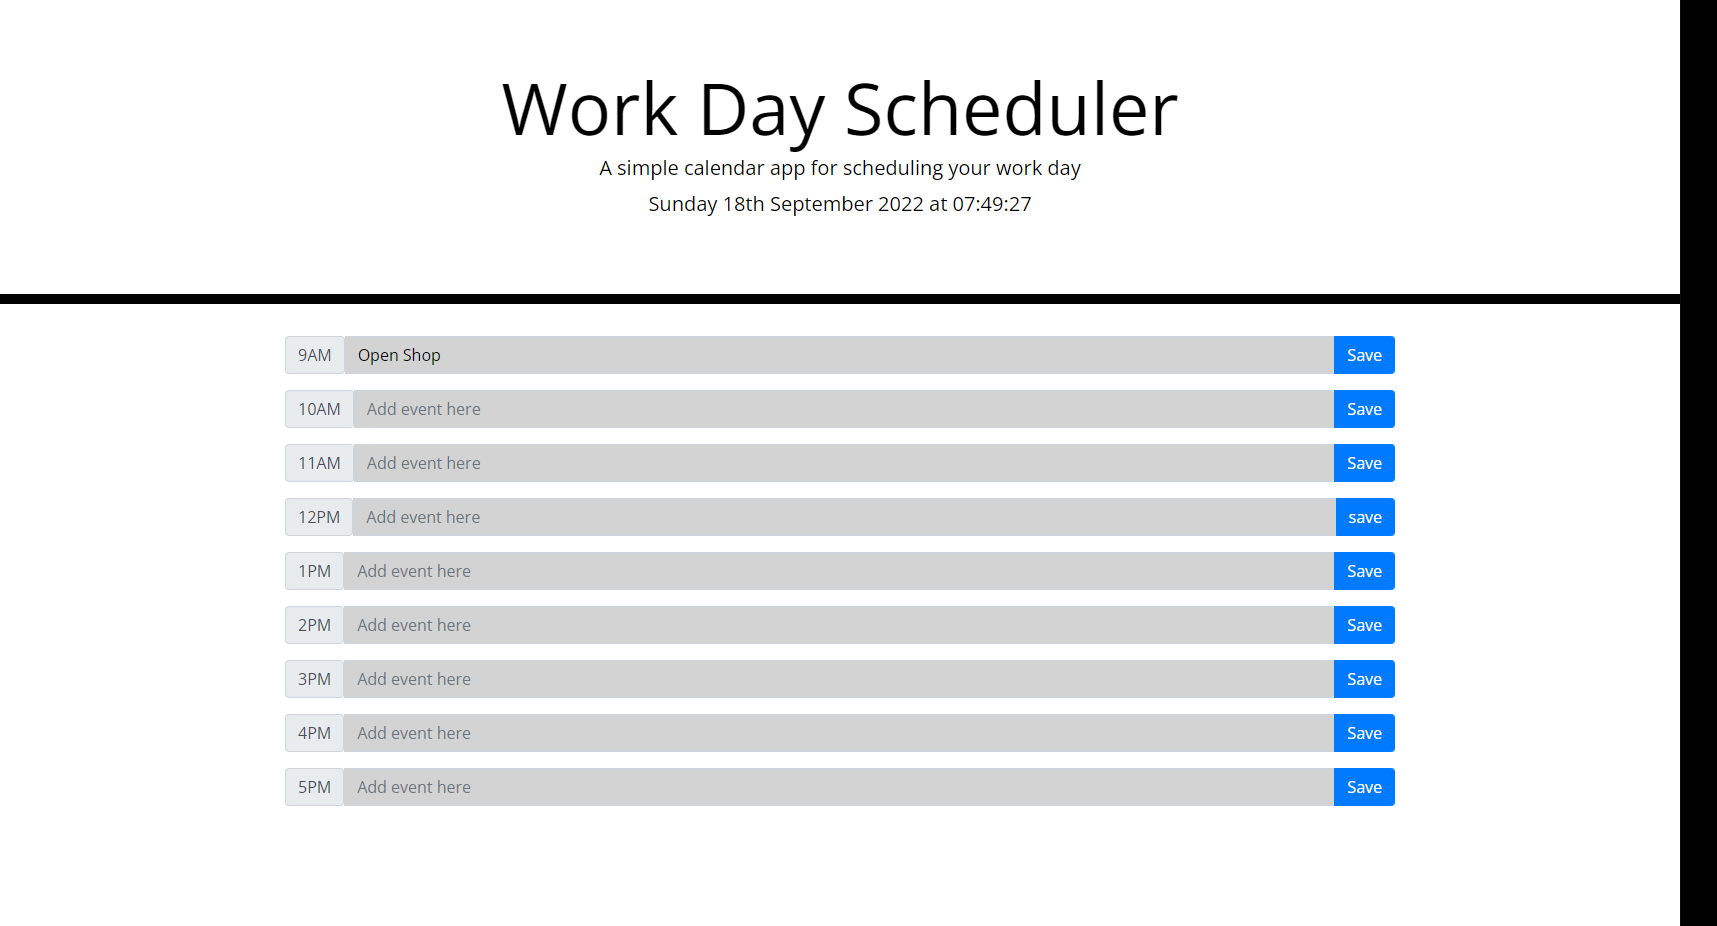 Work Day Scheduler
A simple calendar app for scheduling your work day
Sunday 18th September 2022 at 07:49:27
9AM Open Shop Save
10AM Add event here Save
11AM Add event here Save
12PM Add event here save
1PM Add event here Save
2PM Add event here Save
3PM Add event here Save
4PM Add event here Save
5PM Add event here Save